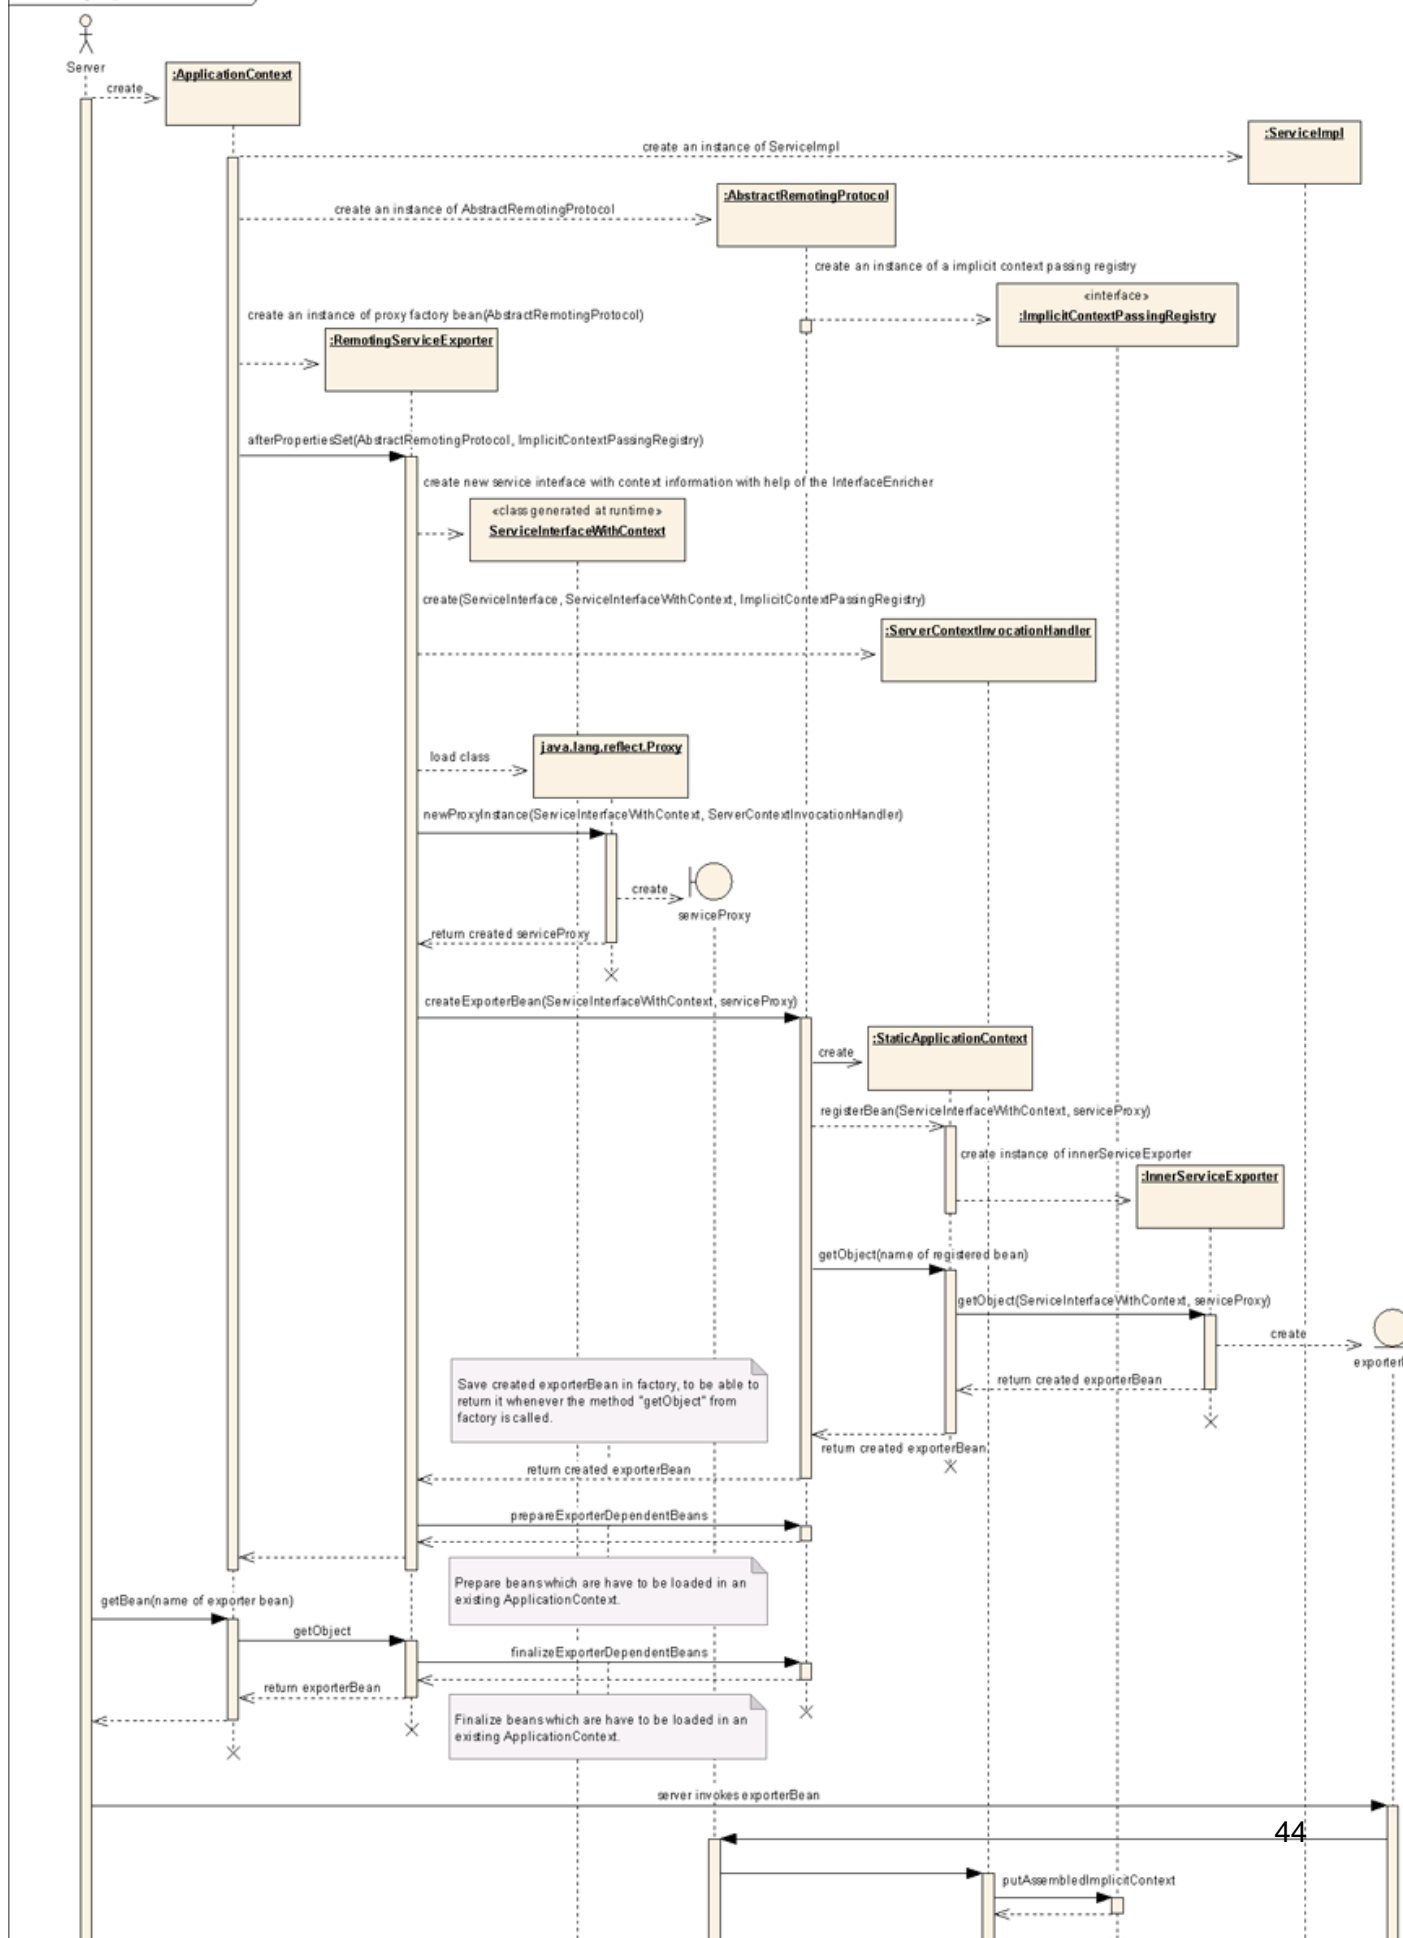 Server
:ApplicationContext
create
:ServiceImpl
create an instance of ServiceImpl
:AbstractRemotingProtocol
create an instance of AbstractRemotingProtocol
create an instance of a implicit context passing registry
«interface»
:ImplicitContextPassingRegistry
create an instance of proxy factory bean(AbstractRemotingProtocol)
:RemotingServiceExporter
afterPropertiesSet(AbstractRemotingProtocol, ImplicitContextPassingRegistry)
create new service interface with context information with help of the InterfaceEnricher
«class generated at runtime»
ServiceInterfaceWithContext
create(ServiceInterface, ServiceInterfaceWithContext, ImplicitContextPassingRegistry)
:ServerContextInvocationHandler
java.lang.reflect.Proxy
load class
newProxyInstance(ServiceInterfaceWithContext, ServerContextInvocationHandler)
create
serviceProxy
return created serviceProxy
createExporterBean(ServiceInterfaceWithContext, serviceProxy)
:StaticApplicationContext
create
registerBean(ServiceInterfaceWithContext, serviceProxy)
create instance of innerServiceExporter
:InnerServiceExporter
getObject(name of registered bean)
getObject(ServiceInterfaceWithContext, serviceProxy)
create
return created exporterBean
Save created exporterBean in factory, to be able to
return it whenever the method "getObject" from
factory is called.
return created exporterBean
return created exporterBean
prepareExporterDependentBeans
Prepare beans which are have to be loaded in an
existing ApplicationContext.
getBean(name of exporter bean)
getObject
finalizeExporterDependentBeans
return exporterBean
Finalize beans which are have to be loaded in an
existing ApplicationContext.
server invokes exporterBean
44
putAssembledImplicitContext